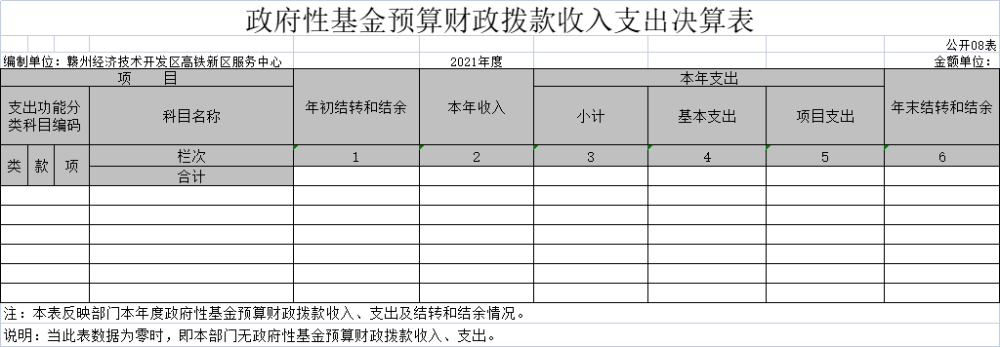 政府性基金预算财政拨款收入支出决算表
公开08表
编制单位：赣州经济技术开发区高铁新区服务中心 2021年度 金额单位：
项 目 年初结转和结余 本年收入 本年支出 年末结转和结余
支出功能分类科目编码 科目名称 小计 基本支出 项目支出
类 款 项 栏次 1 2 3 4 5 6
合计
注：本表反映部门本年度政府性基金预算财政拨款收入、支出及结转和结余情况。
说明：当此表数据为零时，即本部门无政府性基金预算财政拨款收入、支出。